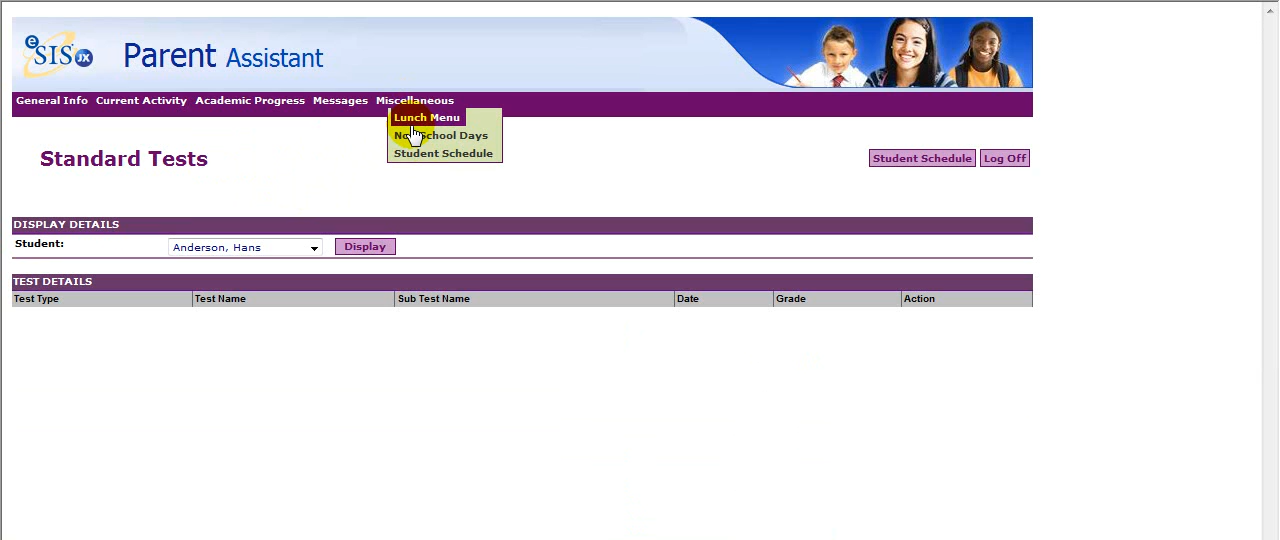 eSIS JX Parent Assistant
General Info Current Activity Academic Progress Messages Miscellaneous
Lunch Menu
School Days
Student Schedule
Standard Tests
Student Schedule Log Off
DISPLAY DETAILS
Student: Anderson, Hans Display
TEST DETAILS
Test Type Test Name Sub Test Name Date Grade Action